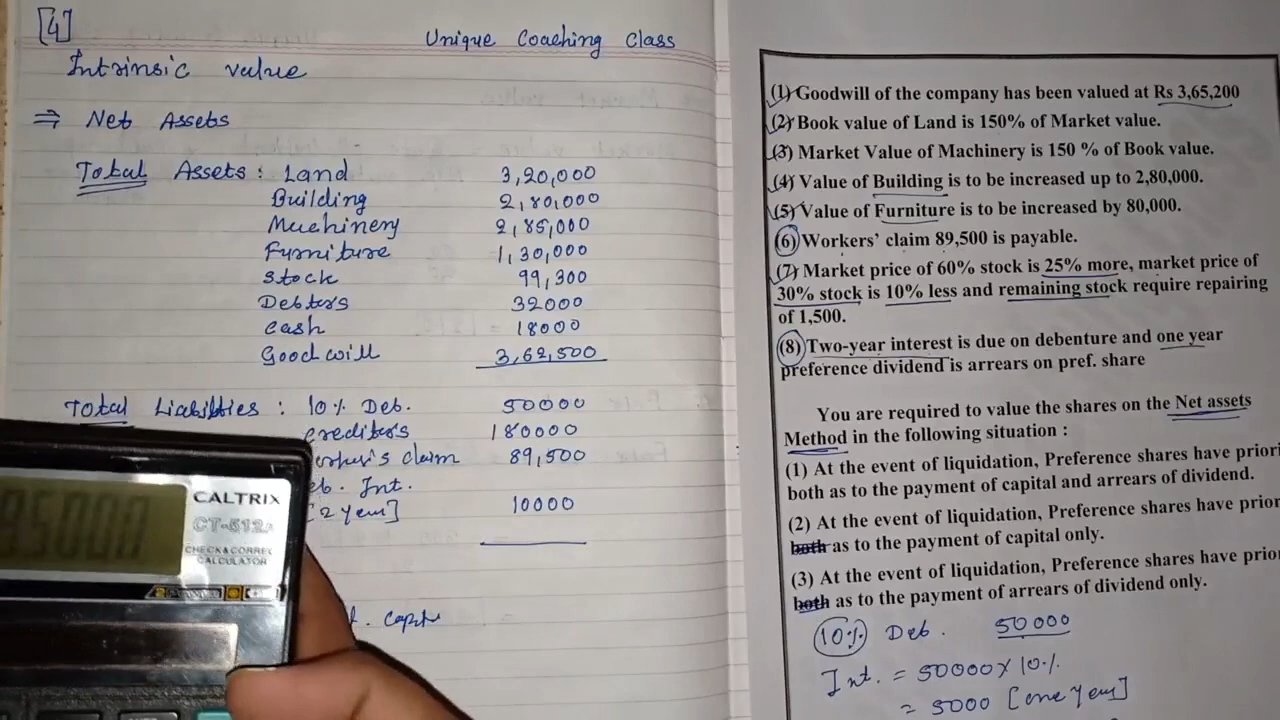 [4]
Unique Coaching Class
Intrinsic value
⇒ Net Assets
Total Assets : Land 3,20,000
Building 2,80,000
Machinery 2,85,000
Furniture 1,30,000
Stock 99,300
Debtors 32000
Cash 18000
Goodwill 3,62,500
Total Liabilities : 10% Deb. 50000
creditors 180000
claim 89,500
Int.
[2 year] 10000
CALTRIX
CT-512
CHECK & CORRECT
CALCULATOR
(1) Goodwill of the company has been valued at Rs 3,65,200
(2) Book value of Land is 150% of Market value.
(3) Market Value of Machinery is 150 % of Book value.
(4) Value of Building is to be increased up to 2,80,000.
(5) Value of Furniture is to be increased by 80,000.
(6) Workers' claim 89,500 is payable.
(7) Market price of 60% stock is 25% more, market price of
30% stock is 10% less and remaining stock require repairing
of 1,500.
(8) Two-year interest is due on debenture and one year
preference dividend is arrears on pref. share
You are required to value the shares on the Net assets
Method in the following situation :
(1) At the event of liquidation, Preference shares have priori
both as to the payment of capital and arrears of dividend.
(2) At the event of liquidation, Preference shares have prior
both as to the payment of capital only.
(3) At the event of liquidation, Preference shares have prior
both as to the payment of arrears of dividend only.
10% Deb. 50000
Int. = 50000 × 10%
= 5000 [one year]